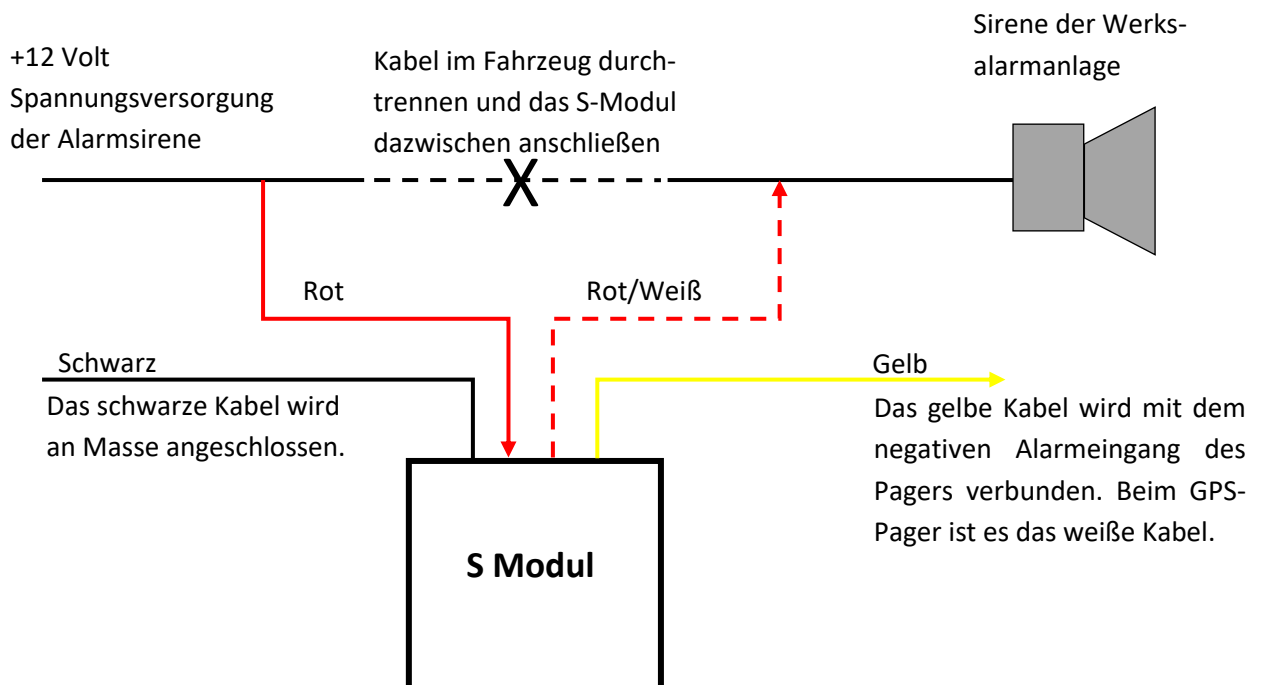 +12 Volt
Spannungsversorgung
der Alarmsirene
Kabel im Fahrzeug durch-
trennen und das S-Modul
dazwischen anschließen
Sirene der Werks-
alarmanlage
X
Rot
Rot/Weiß
Schwarz
Das schwarze Kabel wird
an Masse angeschlossen.
Gelb
Das gelbe Kabel wird mit dem
negativen Alarmeingang des
Pagers verbunden. Beim GPS-
Pager ist es das weiße Kabel.
S Modul